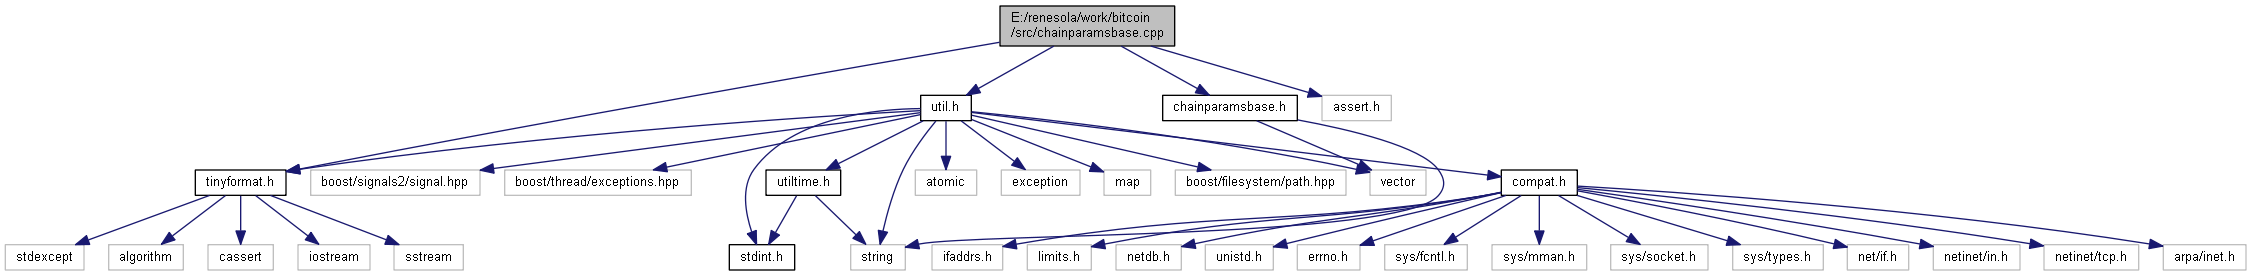 E:/renesola/work/bitcoin
/src/chainparamsbase.cpp
util.h
chainparamsbase.h
assert.h
tinyformat.h
boost/signals2/signal.hpp
boost/thread/exceptions.hpp
utiltime.h
atomic
exception
map
boost/filesystem/path.hpp
vector
compat.h
stdexcept
algorithm
cassert
iostream
sstream
stdint.h
string
ifaddrs.h
limits.h
netdb.h
unistd.h
errno.h
sys/fcntl.h
sys/mman.h
sys/socket.h
sys/types.h
net/if.h
netinet/in.h
netinet/tcp.h
arpa/inet.h